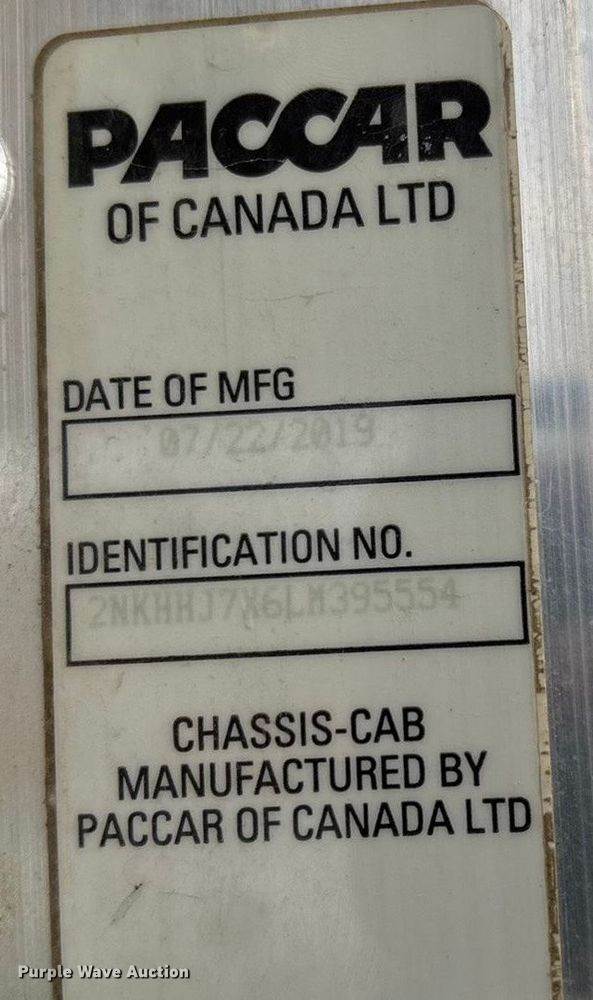 PACCAR
OF CANADA LTD
DATE OF MFG
07/22/2019
IDENTIFICATION NO.
2NKHHJ7X6LM395554
CHASSIS-CAB
MANUFACTURED BY
PACCAR OF CANADA LTD
Purple Wave Auction